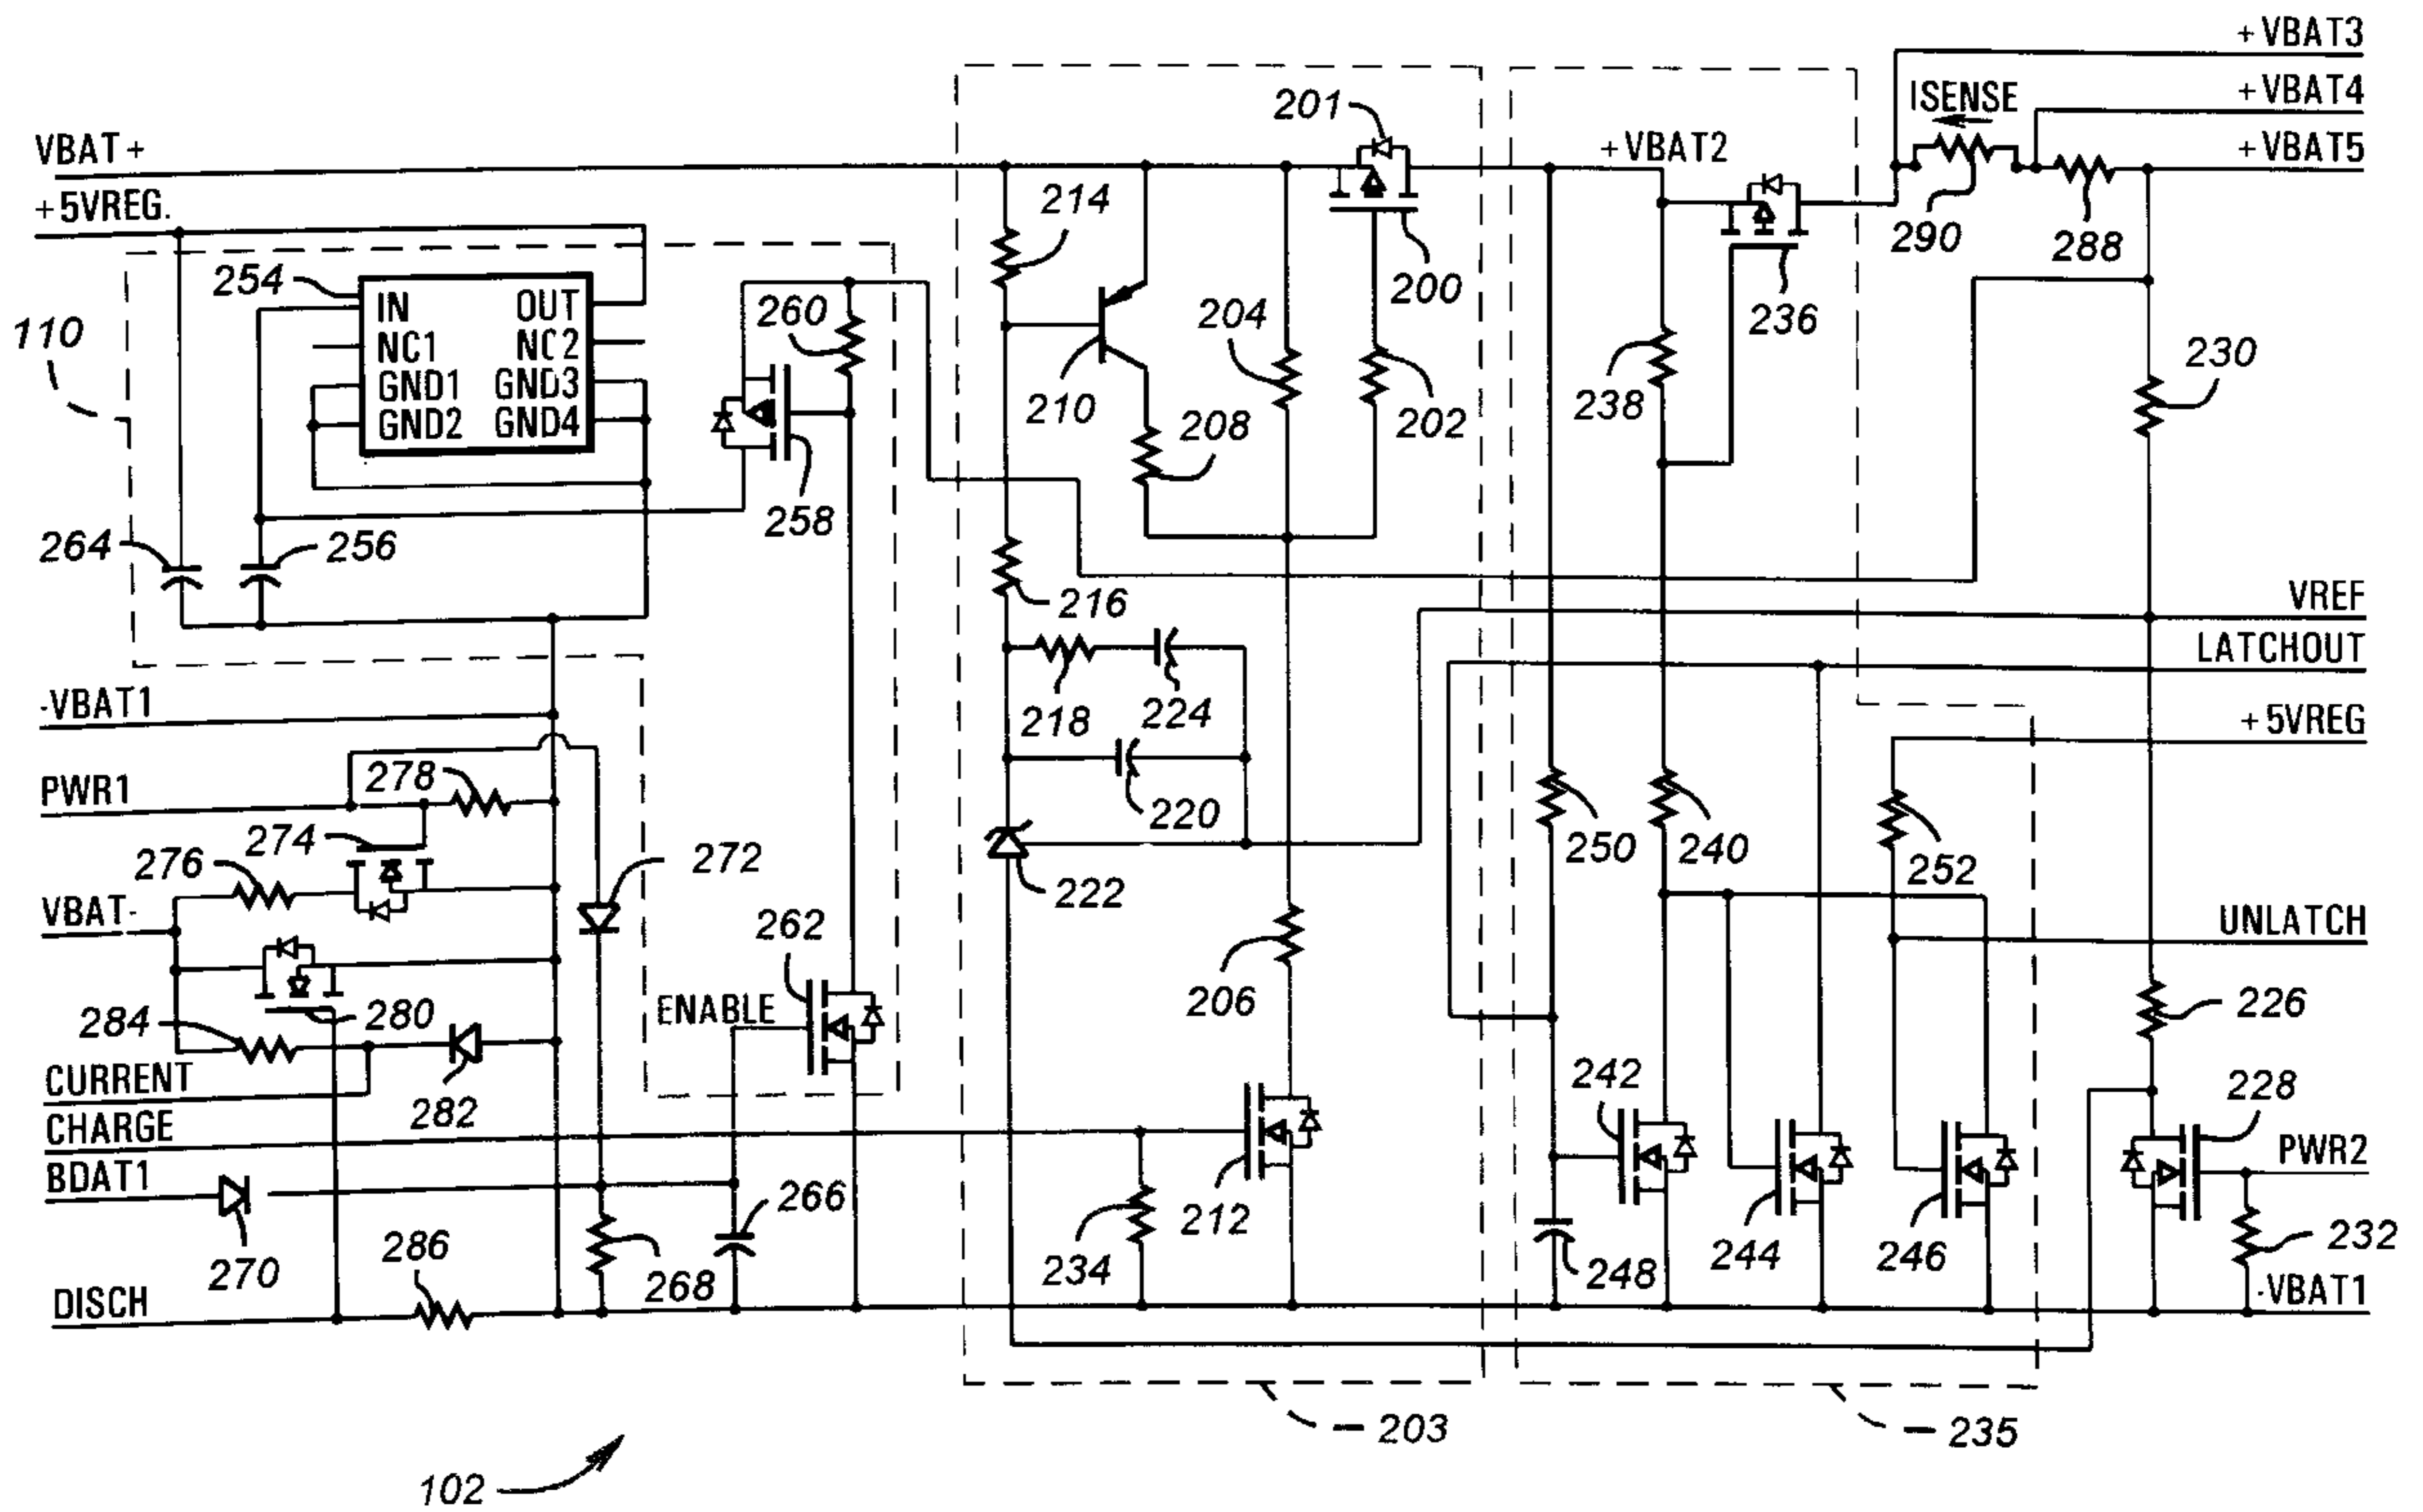 +VBAT3
+VBAT4
ISENSE
+VBAT5
+VBAT2
VBAT+
+5VREG.
201
214
200
290
288
236
254
IN
OUT
NC1
NC2
GND1
GND3
GND2
GND4
110
260
204
210
208
202
238
230
258
264
256
216
VREF
LATCHOUT
218
224
-VBAT1
+5VREG
278
PWR1
220
274
276
272
222
250
240
252
VBAT-
262
UNLATCH
ENABLE
206
226
284
280
CURRENT
282
242
228
CHARGE
PWR2
BDAT1
266
212
244
246
232
234
248
270
286
268
DISCH
-VBAT1
203
235
102